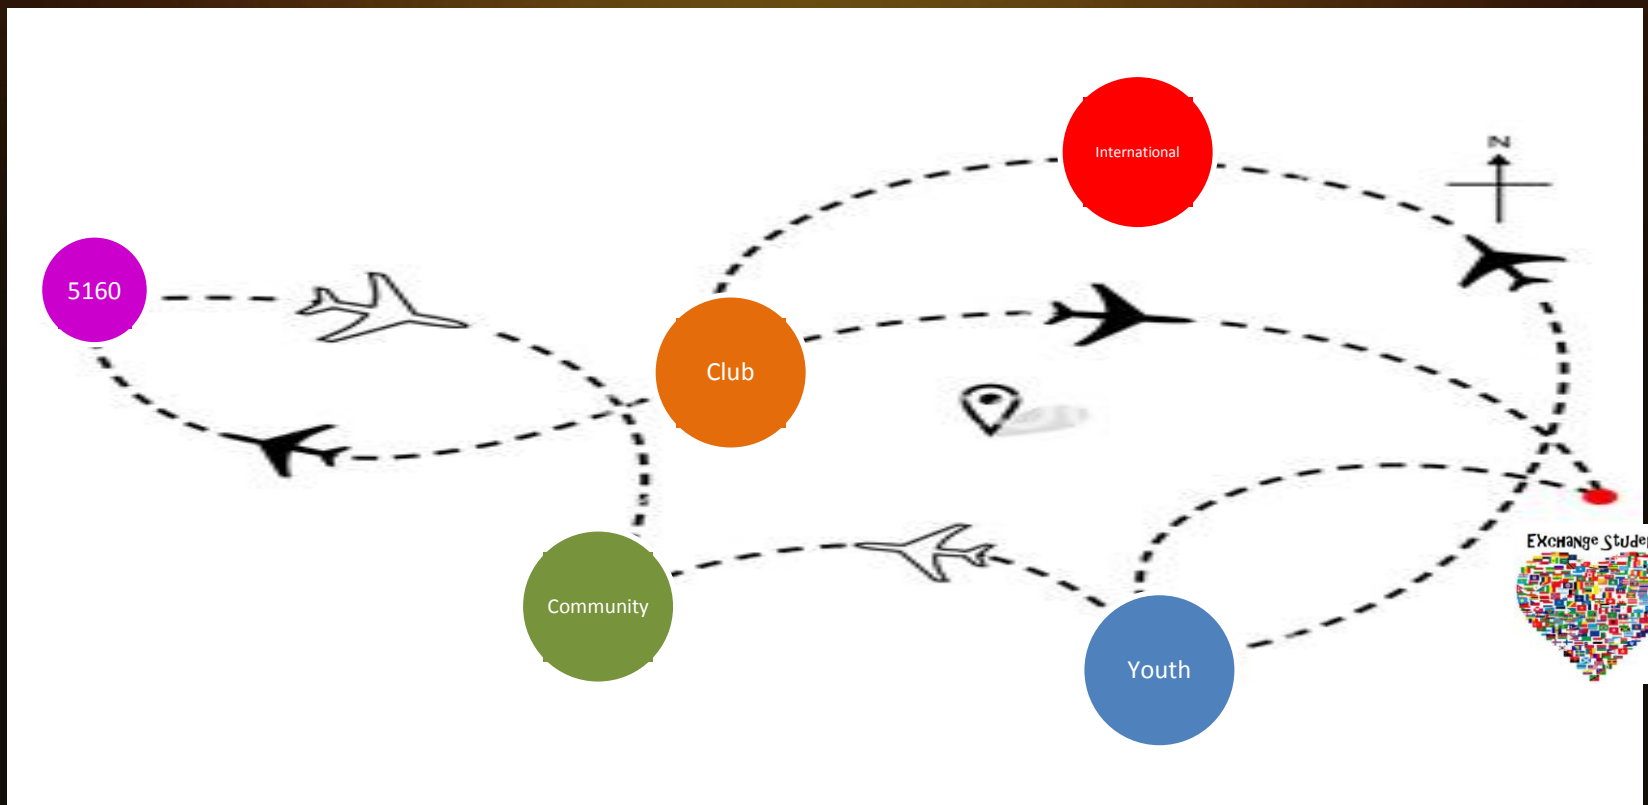 International
N
5160
Club
Exchange Stude
Community
Youth